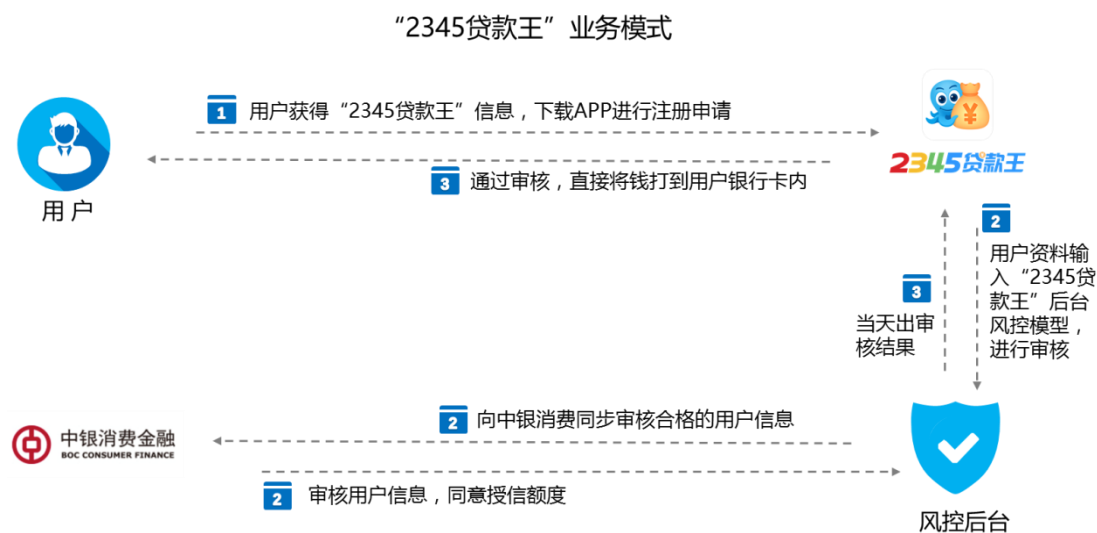 “2345贷款王”业务模式
1 用户获得“2345贷款王”信息，下载APP进行注册申请
¥
2345贷款王
3 通过审核，直接将钱打到用户银行卡内
用户
2
用户资料输
入“2345贷
款王”后台
风控模型，
进行审核
3
当天出审
核结果
2 向中银消费同步审核合格的用户信息
中银消费金融
BOC CONSUMER FINANCE
2 审核用户信息，同意授信额度
风控后台